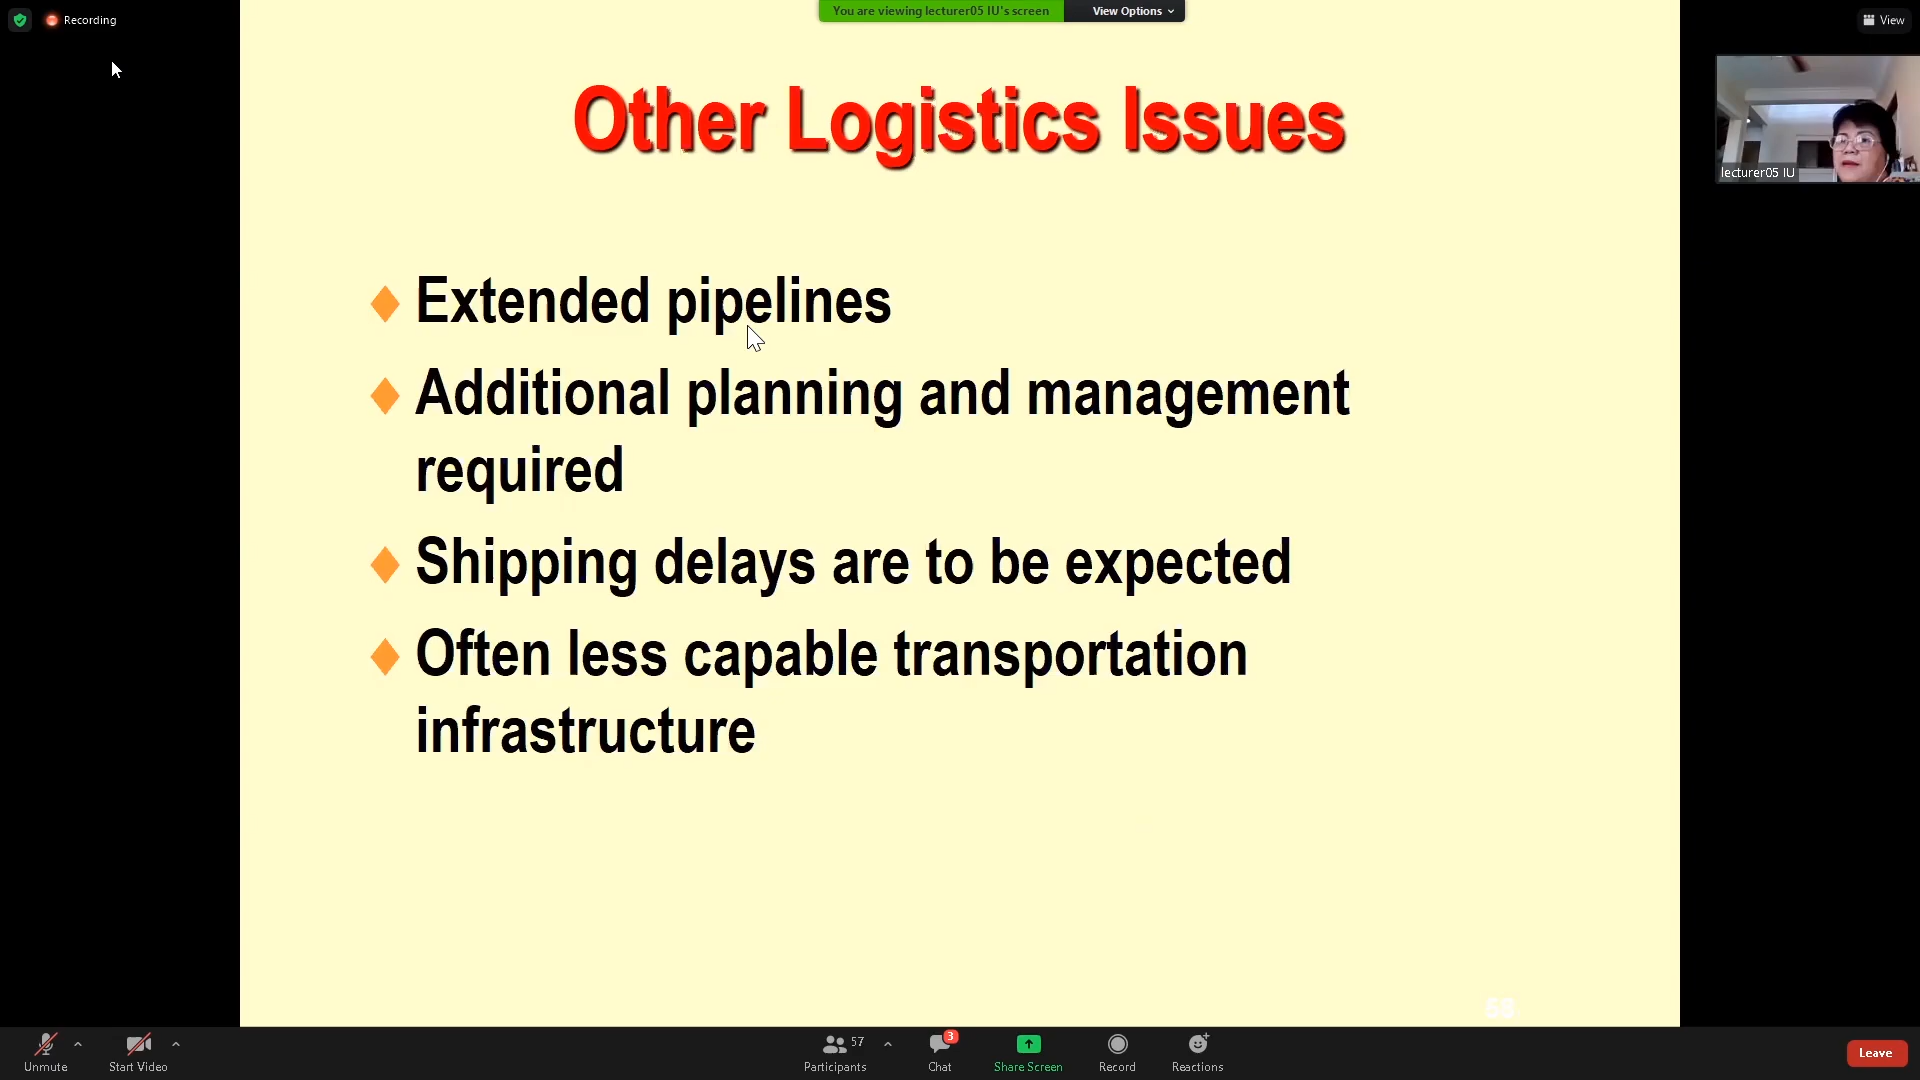 Recording
You are viewing lecturer05 IU's screen
View Options
View
Other Logistics Issues
lecturer05 IU
Extended pipelines
Additional planning and management
required
Shipping delays are to be expected
Often less capable transportation
infrastructure
Unmute
Start Video
57
Participants
3
Chat
Share Screen
Record
Reactions
Leave